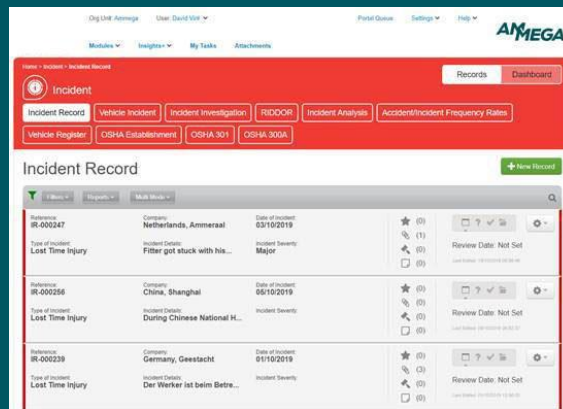 Org Unit: Ammega User: David Virr Portal Queue Settings Help
AMMEGA
Modules Insights+ My Tasks Attachments
Home > Incident > Incident Record
Incident
Records Dashboard
Incident Record Vehicle Incident Incident Investigation RIDDOR Incident Analysis Accident/Incident Frequency Rates
Vehicle Register OSHA Establishment OSHA 301 OSHA 300A
Incident Record
+ New Record
Filters Reports Multi Mode
Reference: Company: Date of Incident: (0)
IR-000247 Netherlands, Ammeraal 03/10/2019 (1)
Type of Incident: Incident Details: Incident Severity: (0) Review Date: Not Set
Lost Time Injury Fitter got stuck with his... Major (0)
Reference: Company: Date of Incident: (0)
IR-000256 China, Shanghai 05/10/2019 (0)
Type of Incident: Incident Details: Incident Severity: (0) Review Date: Not Set
Lost Time Injury During Chinese National H... (0)
Reference: Company: Date of Incident: (0)
IR-000239 Germany, Geestacht 01/10/2019 (3)
Type of Incident: Incident Details: Incident Severity: (0) Review Date: Not Set
Lost Time Injury Der Werker ist beim Betre... (0)